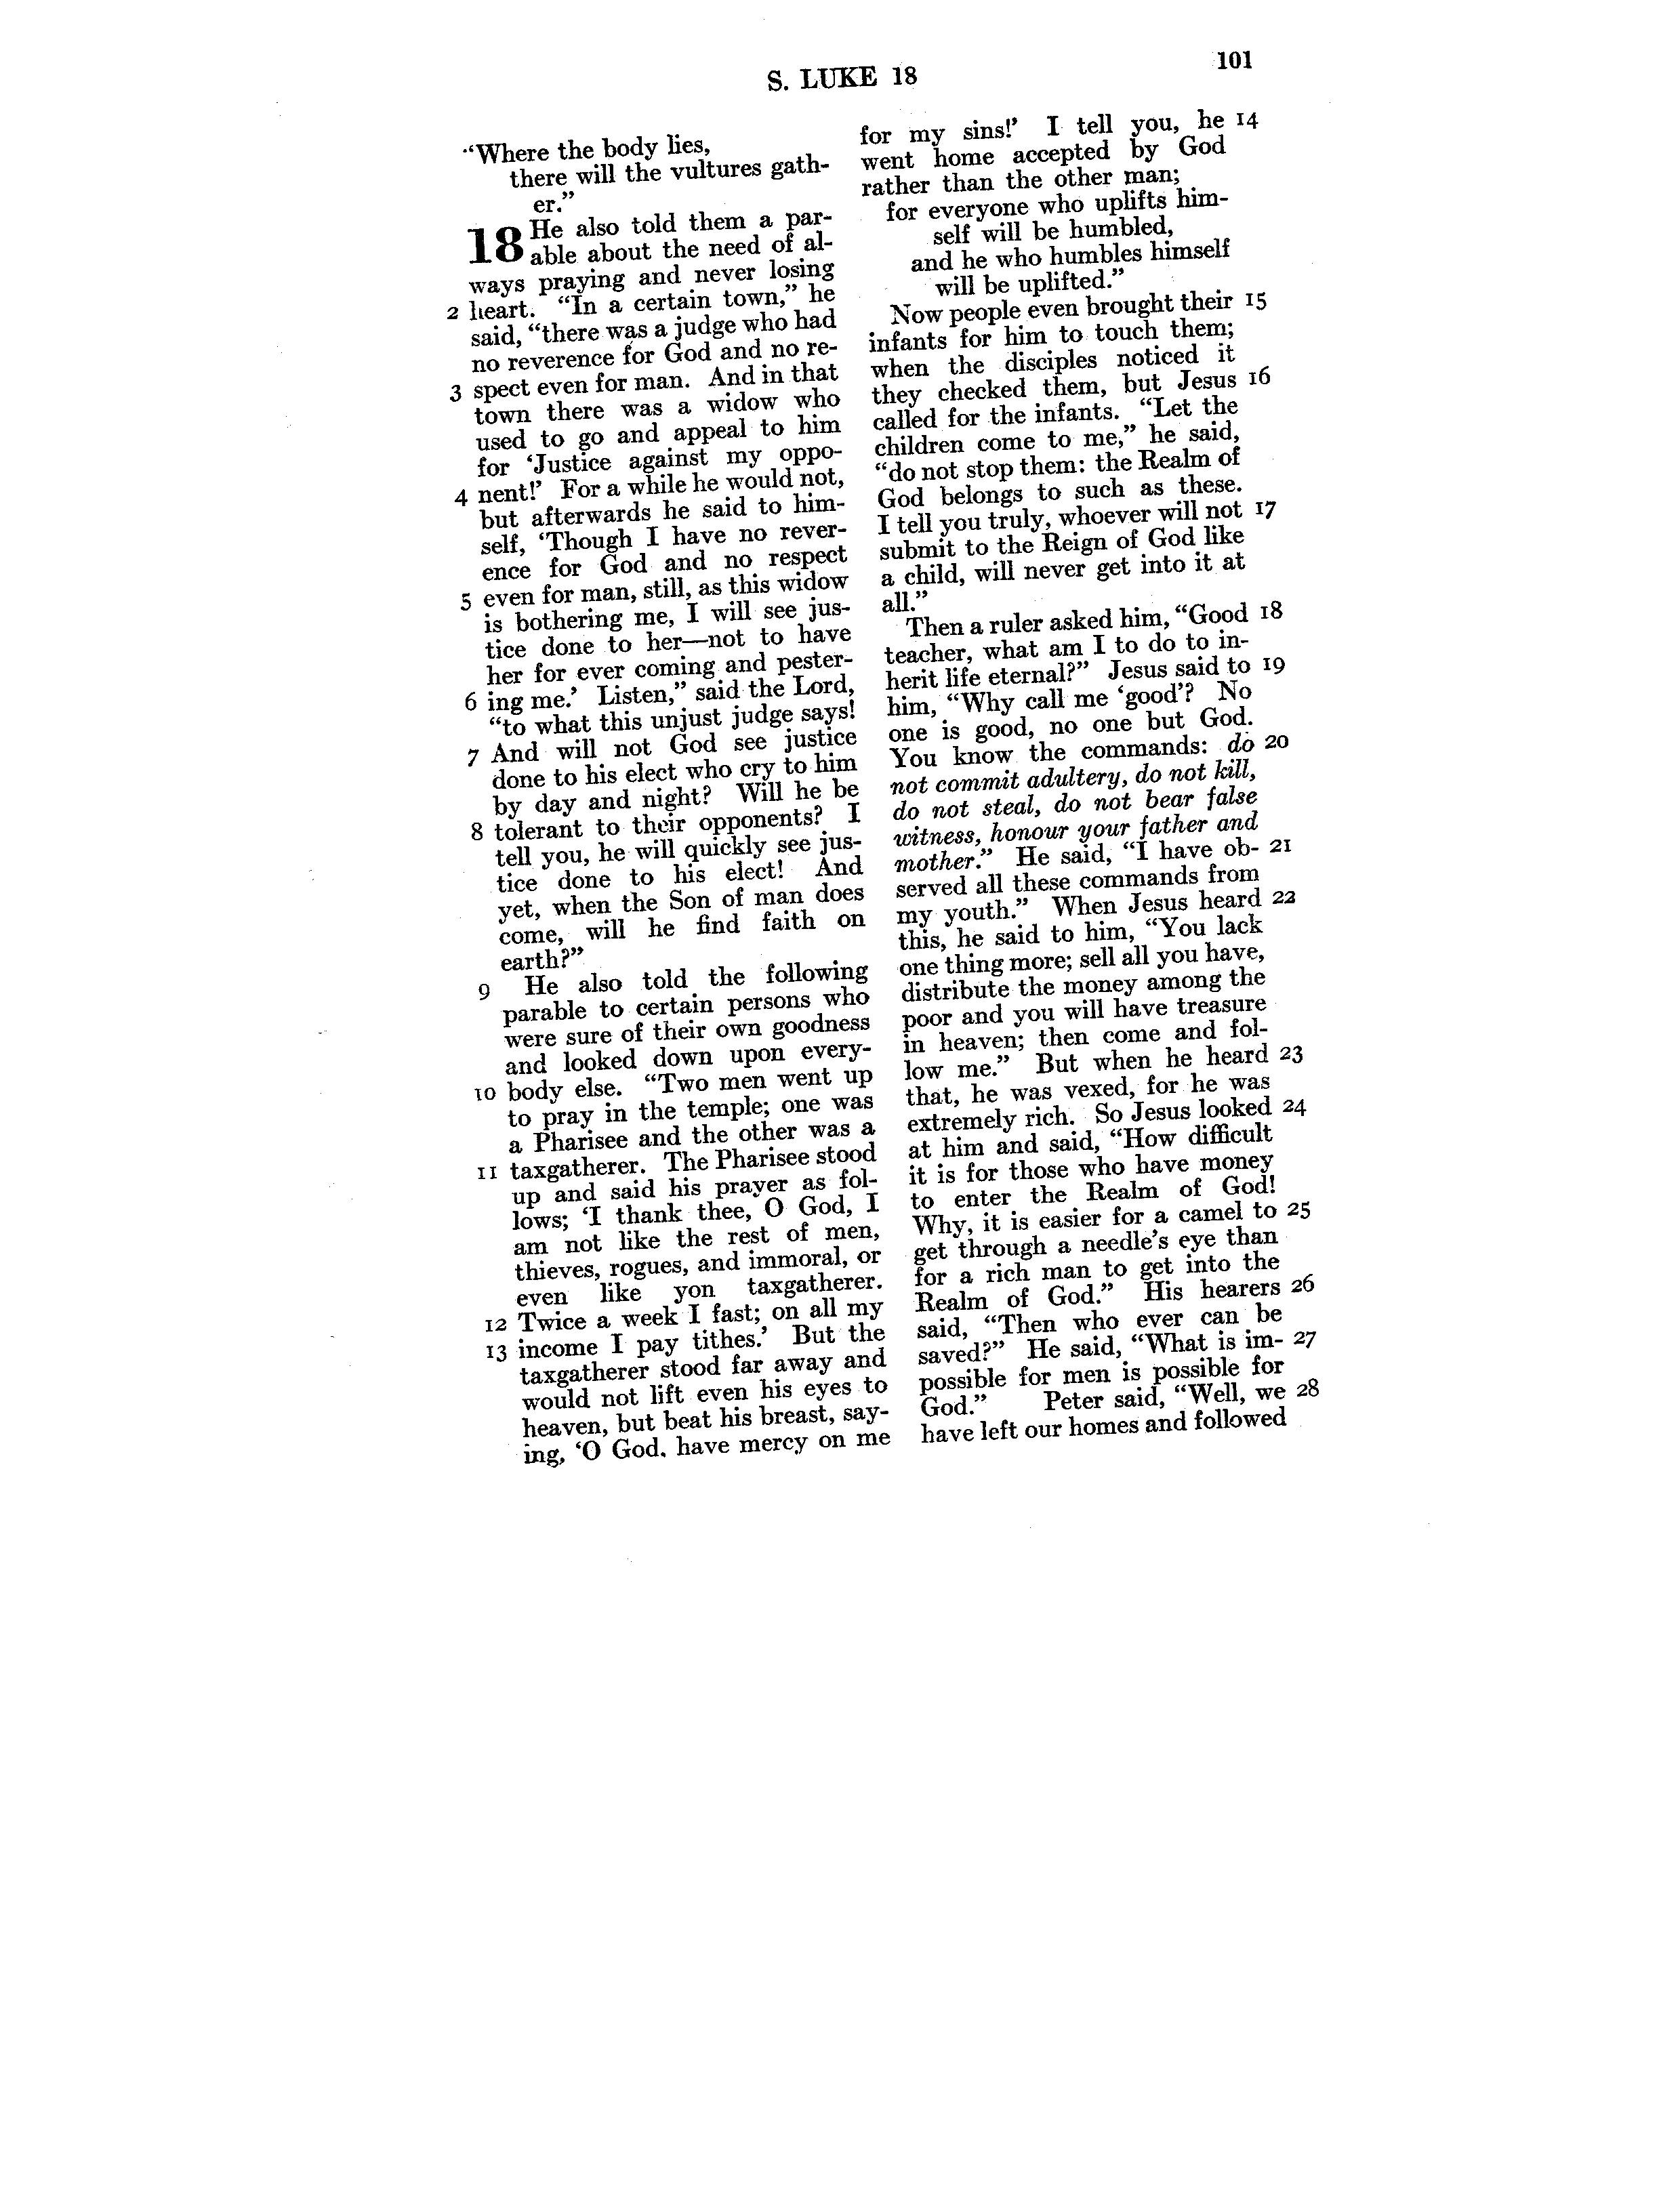 S. LUKE 18
101
“Where the body lies,
there will the vultures gath-
er.”
18 He also told them a par-
able about the need of al-
ways praying and never losing
2 heart. “In a certain town,” he
said, “there was a judge who had
no reverence for God and no re-
3 spect even for man. And in that
town there was a widow who
used to go and appeal to him
for ‘Justice against my oppo-
4 nent!’ For a while he would not,
but afterwards he said to him-
self, ‘Though I have no rever-
ence for God and no respect
5 even for man, still, as this widow
is bothering me, I will see jus-
tice done to her—not to have
her for ever coming and pester-
6 ing me.’ Listen,” said the Lord,
“to what this unjust judge says!
7 And will not God see justice
done to his elect who cry to him
by day and night? Will he be
8 tolerant to their opponents? I
tell you, he will quickly see jus-
tice done to his elect! And
yet, when the Son of man does
come, will he find faith on
earth?”
9 He also told the following
parable to certain persons who
were sure of their own goodness
and looked down upon every-
10 body else. “Two men went up
to pray in the temple; one was
a Pharisee and the other was a
11 taxgatherer. The Pharisee stood
up and said his prayer as fol-
lows; ‘I thank thee, O God, I
am not like the rest of men,
thieves, rogues, and immoral, or
even like yon taxgatherer.
12 Twice a week I fast; on all my
13 income I pay tithes.’ But the
taxgatherer stood far away and
would not lift even his eyes to
heaven, but beat his breast, say-
ing, ‘O God, have mercy on me
for my sins!’ I tell you, he 14
went home accepted by God
rather than the other man;
for everyone who uplifts him-
self will be humbled,
and he who humbles himself
will be uplifted.”
Now people even brought their 15
infants for him to touch them;
when the disciples noticed it
they checked them, but Jesus 16
called for the infants. “Let the
children come to me,” he said,
“do not stop them: the Realm of
God belongs to such as these.
I tell you truly, whoever will not 17
submit to the Reign of God like
a child, will never get into it at
all.”
Then a ruler asked him, “Good 18
teacher, what am I to do to in-
herit life eternal?” Jesus said to 19
him, “Why call me ‘good’? No
one is good, no one but God.
You know the commands: do 20
not commit adultery, do not kill,
do not steal, do not bear false
witness, honour your father and
mother.” He said, “I have ob- 21
served all these commands from
my youth.” When Jesus heard 22
this, he said to him, “You lack
one thing more; sell all you have,
distribute the money among the
poor and you will have treasure
in heaven; then come and fol-
low me.” But when he heard 23
that, he was vexed, for he was
extremely rich. So Jesus looked 24
at him and said, “How difficult
it is for those who have money
to enter the Realm of God!
Why, it is easier for a camel to 25
get through a needle’s eye than
for a rich man to get into the
Realm of God.” His hearers 26
said, “Then who ever can be
saved?” He said, “What is im- 27
possible for men is possible for
God.” Peter said, “Well, we 28
have left our homes and followed